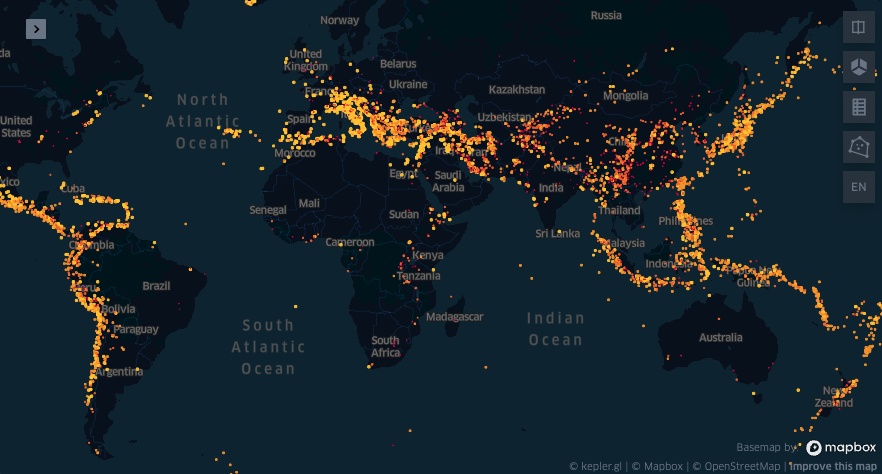 Norway
Russia
United
Kingdom
Belarus
Ukraine
Kazakhstan
Mongolia
North
Atlantic
Ocean
United
States
Spain
Uzbekistan
Morocco
Cuba
Egypt
Saudi
Arabia
Nepal
India
Mali
Senegal
Sudan
Thailand
Philippines
Colombia
Cameroon
Sri Lanka
Malaysia
Kenya
Indonesia
Guinea
Brazil
Tanzania
Bolivia
Madagascar
Paraguay
South
Atlantic
Ocean
Indian
Ocean
South
Africa
Australia
Argentina
New
Zealand
EN
Basemap by:
mapbox
© kepler.gl | © Mapbox | © OpenStreetMap | Improve this map